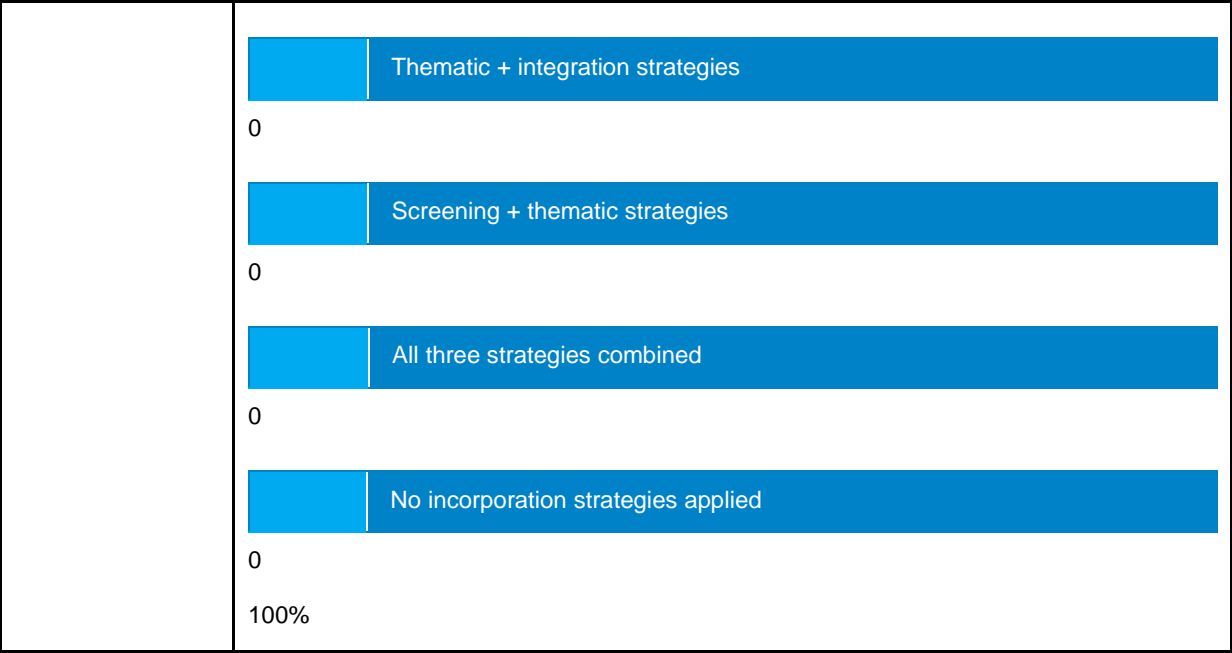 Thematic + integration strategies
0
Screening + thematic strategies
0
All three strategies combined
0
No incorporation strategies applied
0
100%